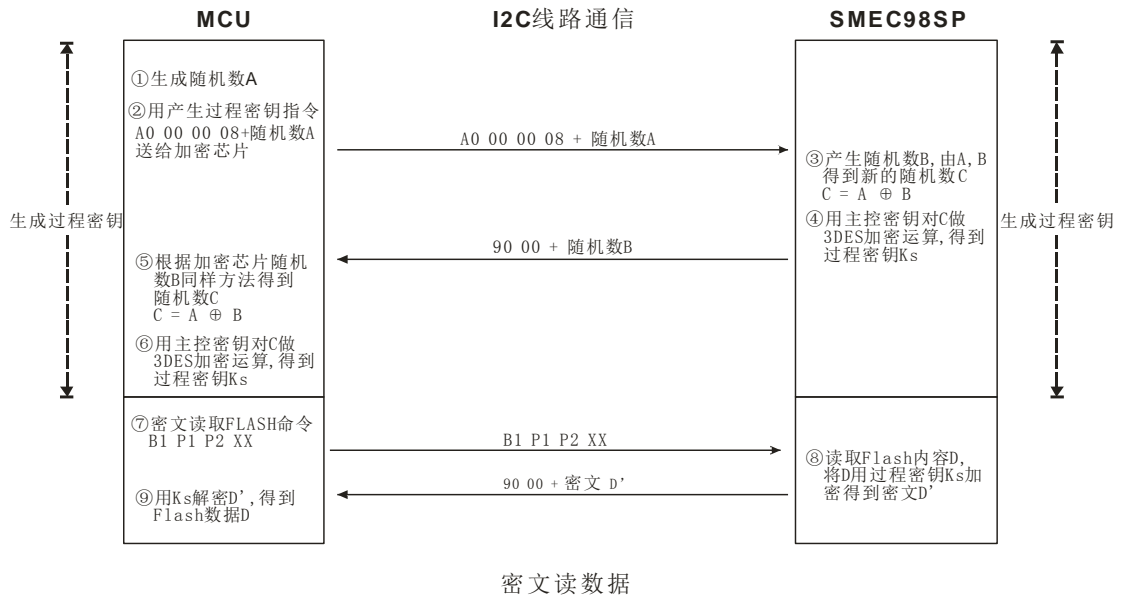 MCU
I2C线路通信
SMEC98SP
①生成随机数A
②用产生过程密钥指令
A0 00 00 08+随机数A
送给加密芯片
A0 00 00 08 + 随机数A
③产生随机数B,由A,B
得到新的随机数C
C = A ⊕ B
④用主控密钥对C做
3DES加密运算,得到
过程密钥Ks
生成过程密钥
生成过程密钥
90 00 + 随机数B
⑤根据加密芯片随机
数B同样方法得到
随机数C
C = A ⊕ B
⑥用主控密钥对C做
3DES加密运算,得到
过程密钥Ks
⑦密文读取FLASH命令
B1 P1 P2 XX
B1 P1 P2 XX
⑧读取Flash内容D,
将D用过程密钥Ks加
密得到密文D'
90 00 + 密文 D'
⑨用Ks解密D',得到
Flash数据D
密文读数据